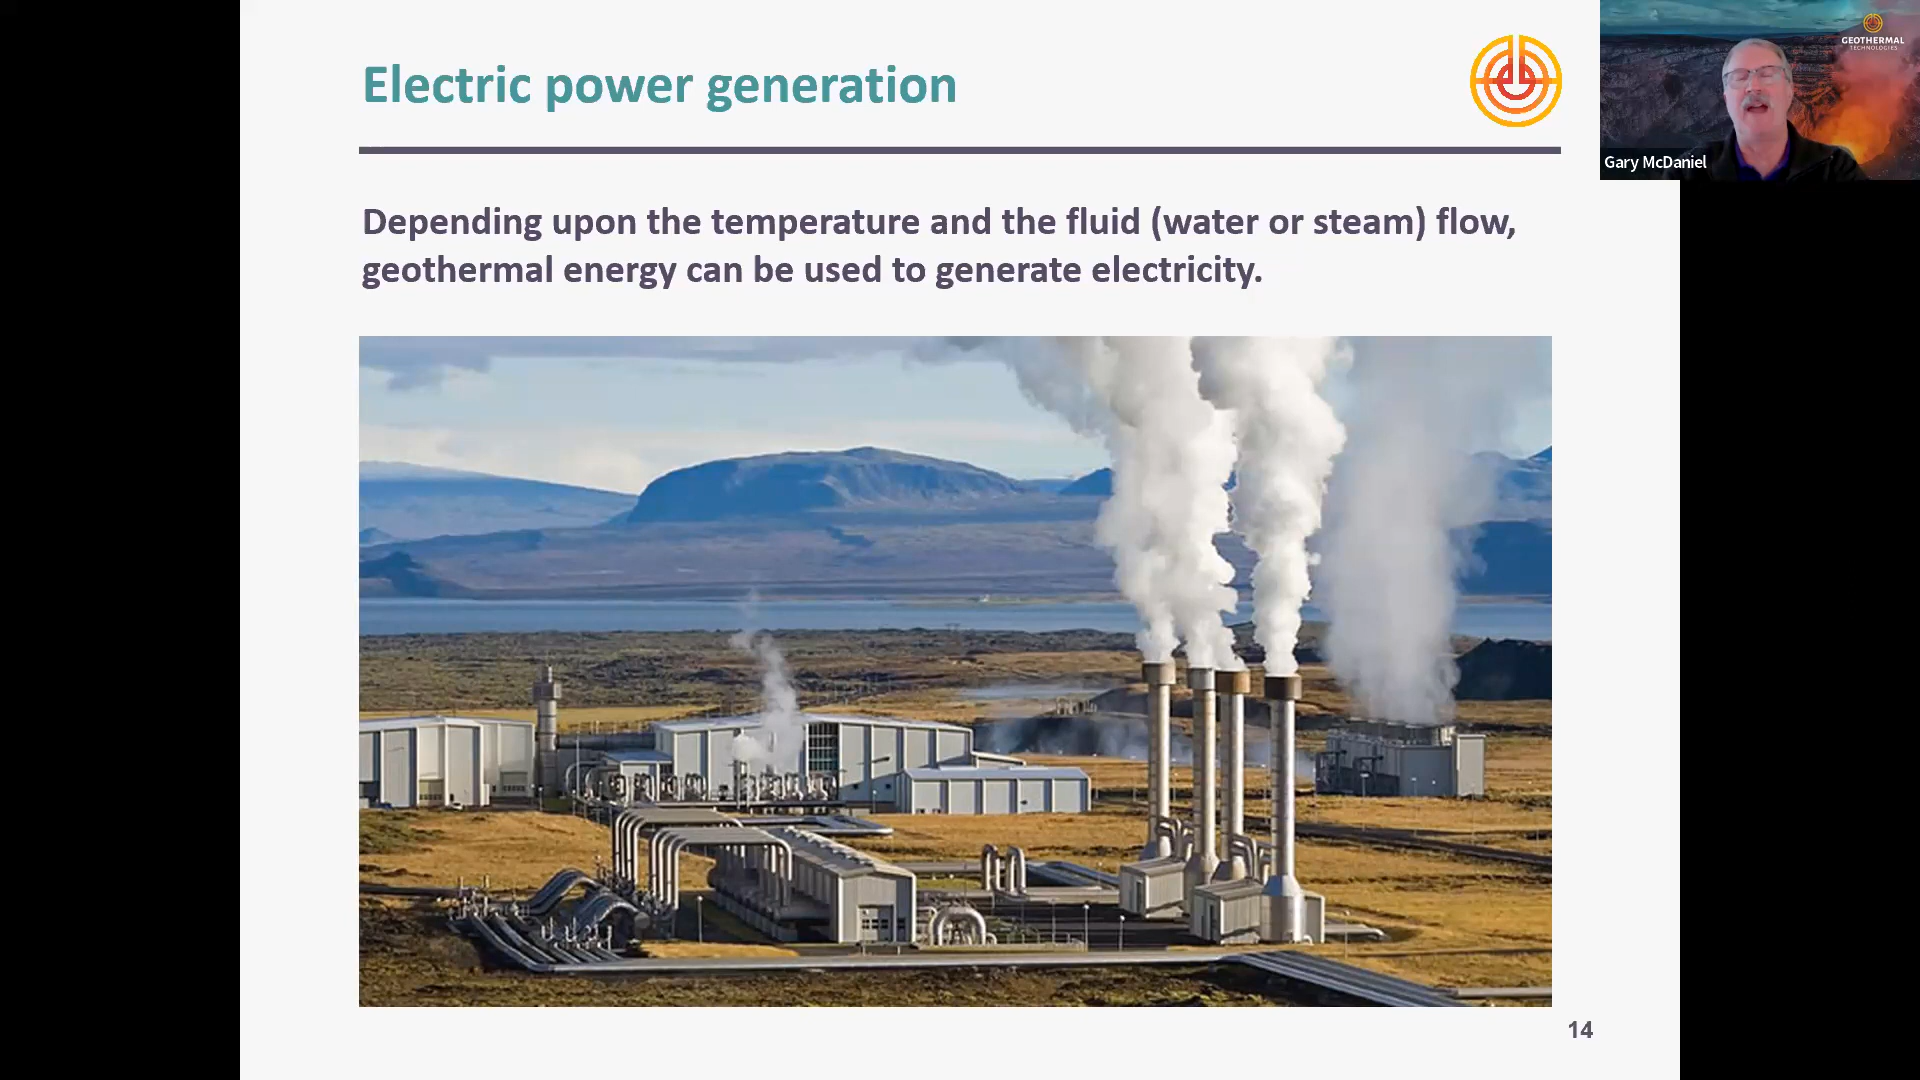 Electric power generation
GEOTHERMAL
TECHNOLOGIES
Gary McDaniel
Depending upon the temperature and the fluid (water or steam) flow,
geothermal energy can be used to generate electricity.
14